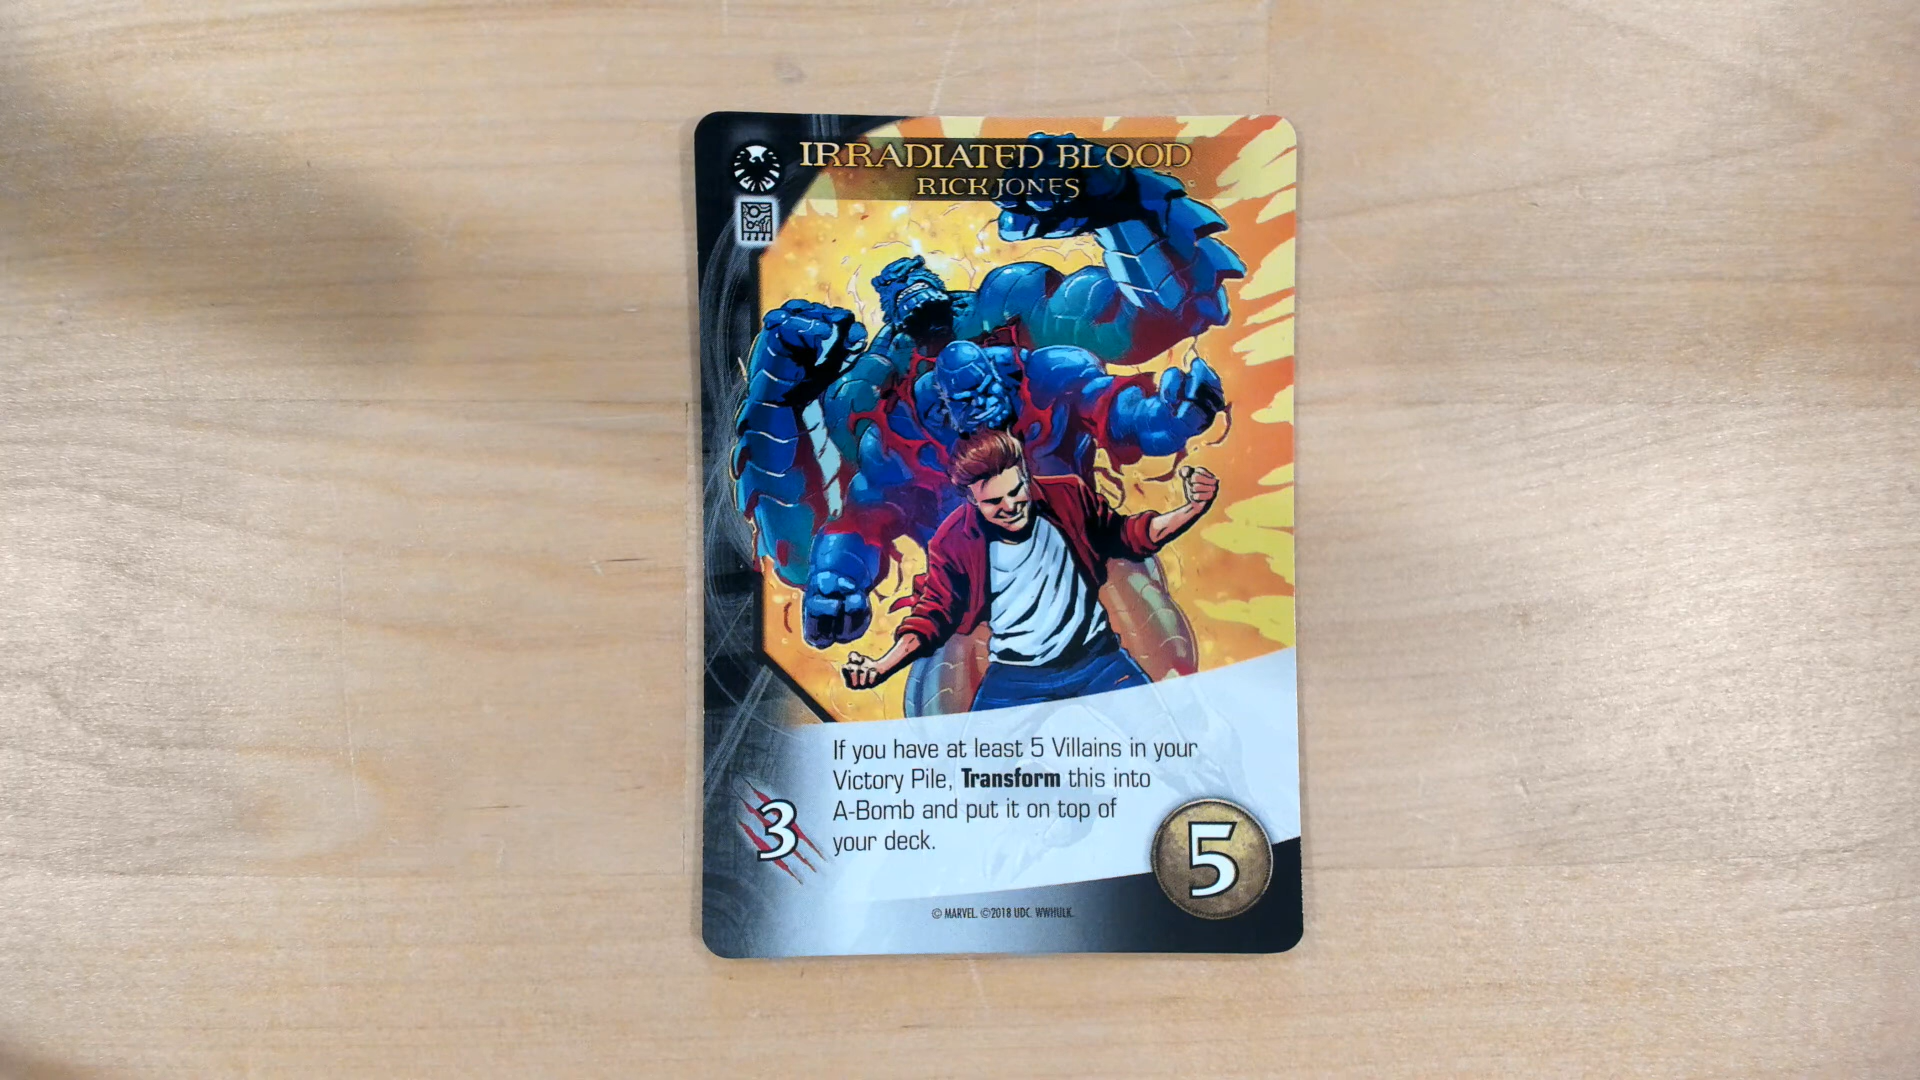 IRRADIATED BLOOD
RICK JONES
If you have at least 5 Villains in your
Victory Pile, Transform this into
A-Bomb and put it on top of
your deck.
3
5
© MARVEL. ©2018 UDC. WWHULK.